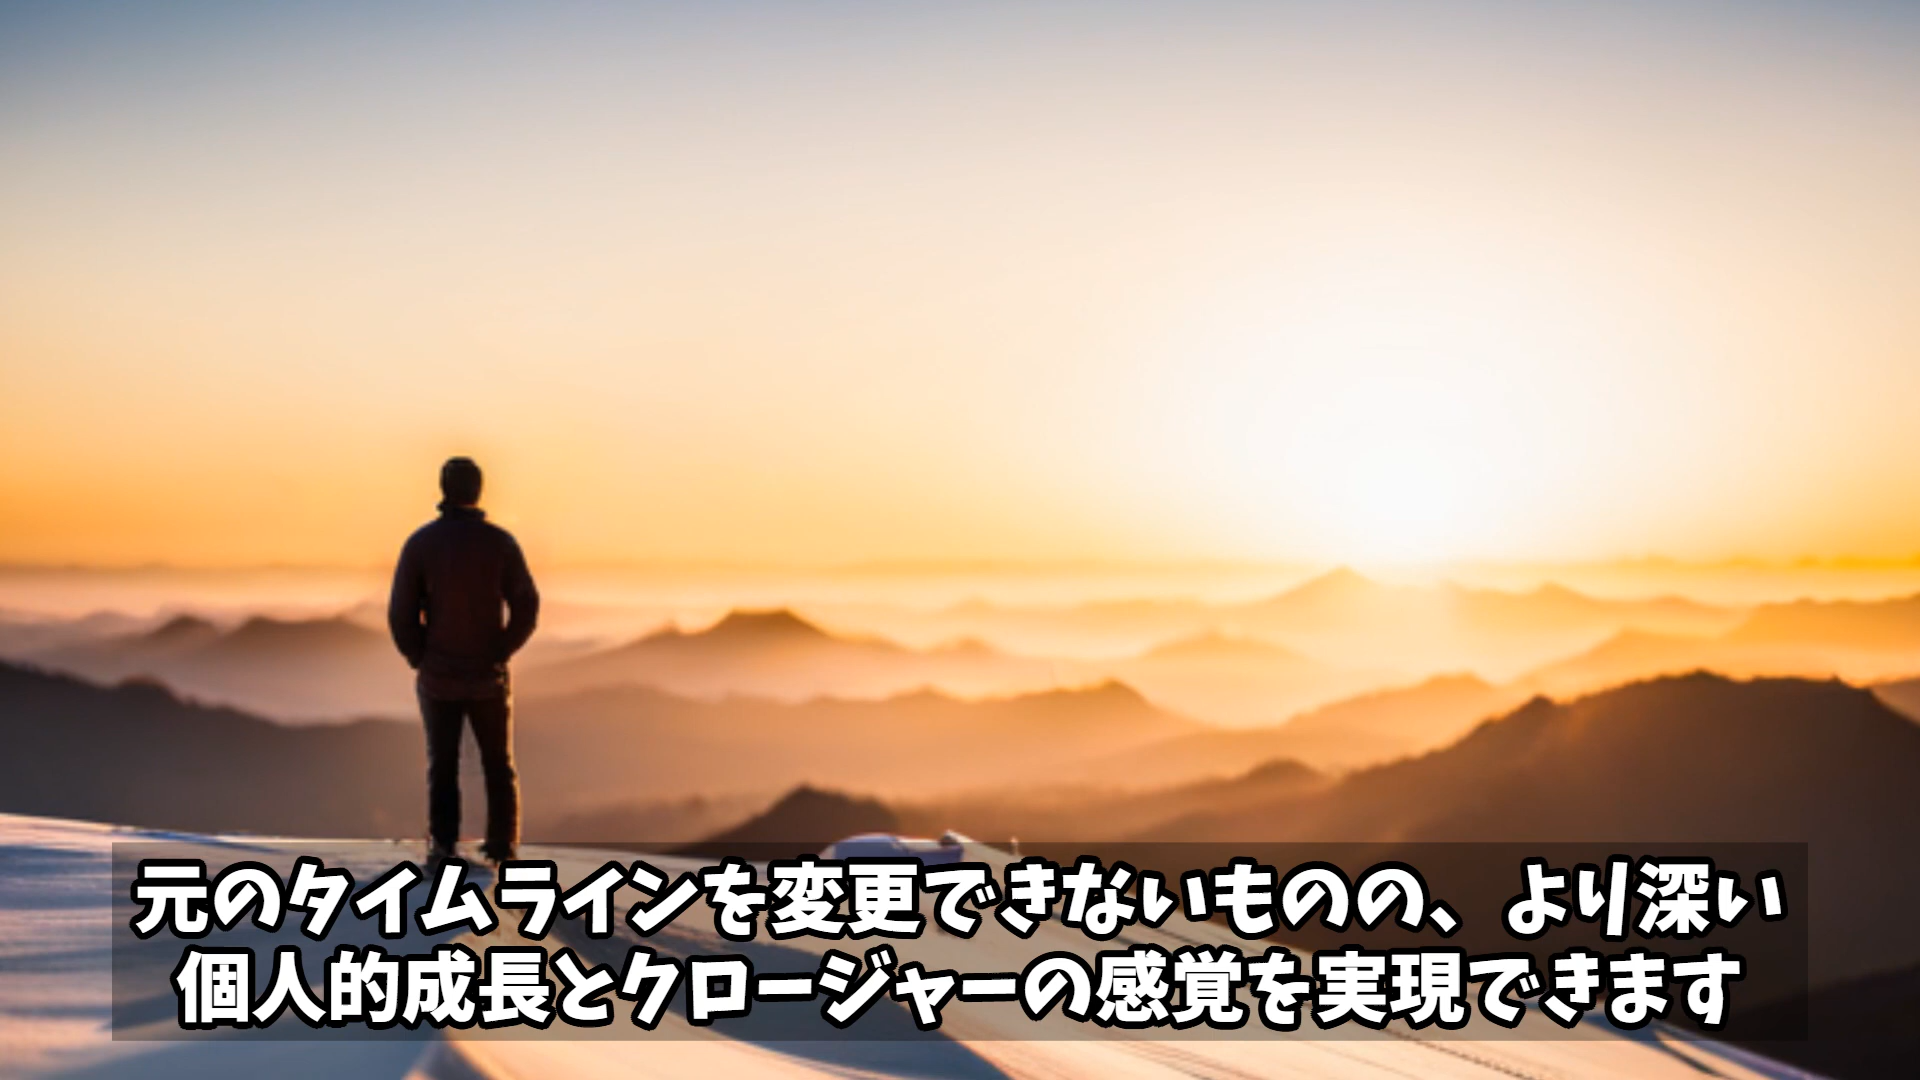 元のタイムラインを変更できないものの、より深い
個人的成長とクロージャーの感覚を実現できます